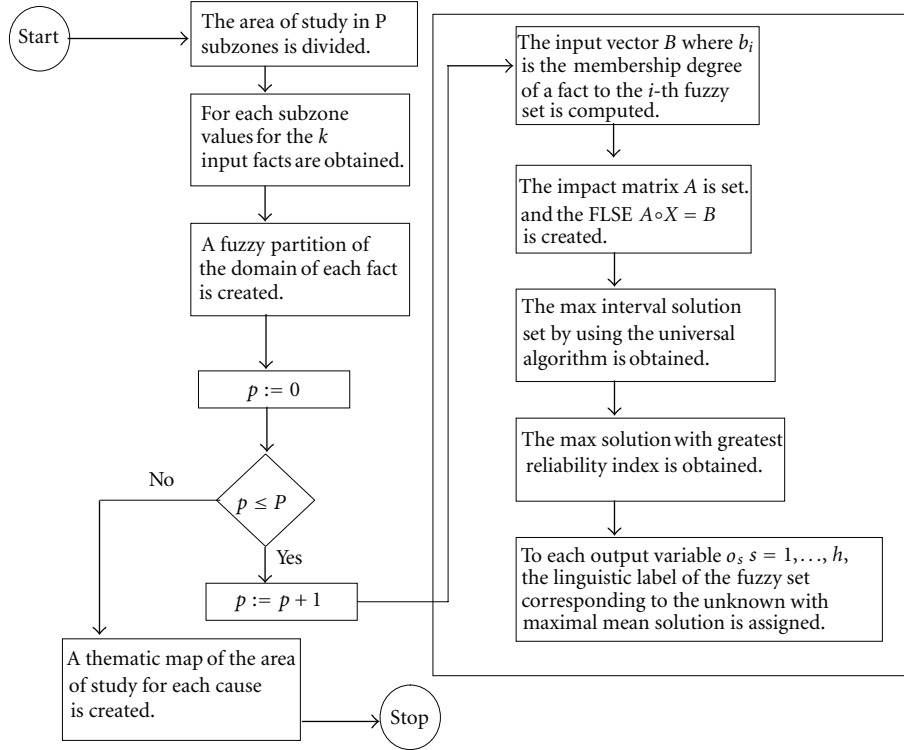 Start
The area of study in P
subzones is divided.
For each subzone
values for the k
input facts are obtained.
A fuzzy partition of
the domain of each fact
is created.
p := 0
p ≤ P
No
Yes
p := p + 1
A thematic map of the area
of study for each cause
is created.
Stop
The input vector B where bᵢ
is the membership degree
of a fact to the i-th fuzzy
set is computed.
The impact matrix A is set.
and the FLSE A∘X = B
is created.
The max interval solution
set by using the universal
algorithm is obtained.
The max solution with greatest
reliability index is obtained.
To each output variable oₛ s = 1,..., h,
the linguistic label of the fuzzy set
corresponding to the unknown with
maximal mean solution is assigned.